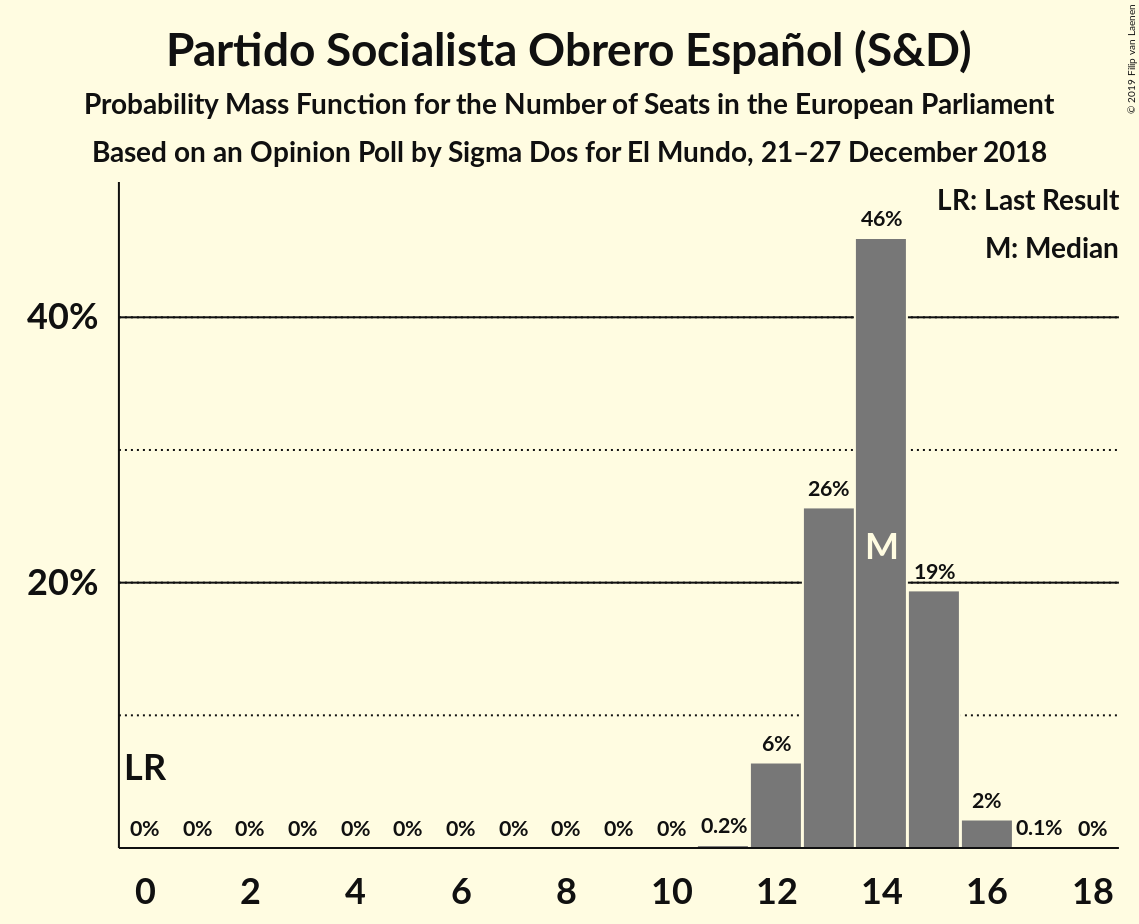 Partido Socialista Obrero Español (S&D)
Probability Mass Function for the Number of Seats in the European Parliament
Based on an Opinion Poll by Sigma Dos for El Mundo, 21–27 December 2018
© 2019 Filip van Laenen
LR: Last Result
M: Median
46%
40%
26%
M
20%
19%
6%
LR
2%
0% 0% 0% 0% 0% 0% 0% 0% 0% 0% 0% 0.2% 0.1% 0%
0 2 4 6 8 10 12 14 16 18